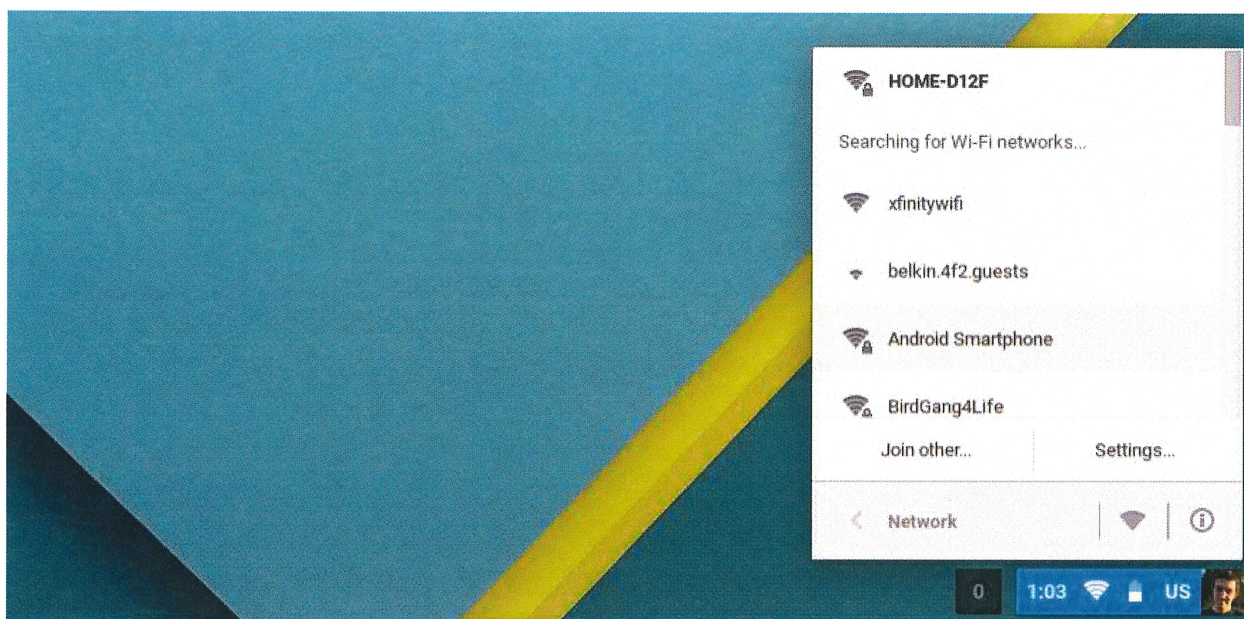 HOME-D12F
Searching for Wi-Fi networks...
xfinitywifi
belkin.4f2.guests
Android Smartphone
BirdGang4Life
Join other...
Settings...
Network
0
1:03
US